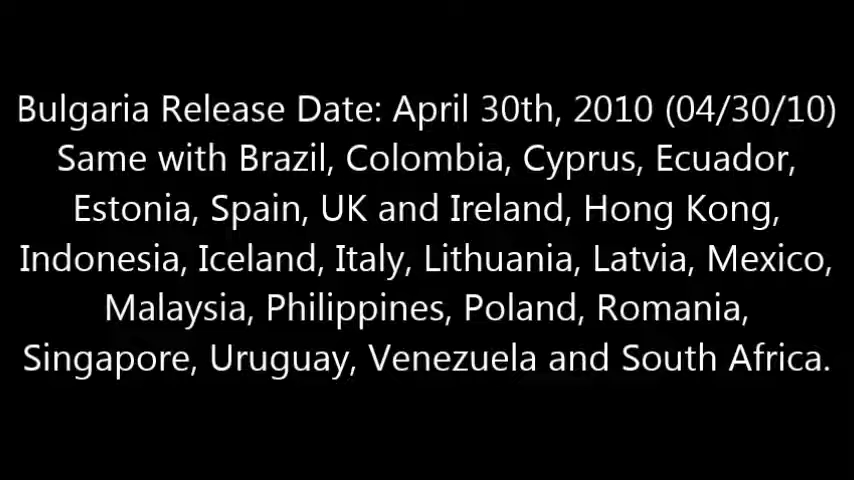 Bulgaria Release Date: April 30th, 2010 (04/30/10)
Same with Brazil, Colombia, Cyprus, Ecuador,
Estonia, Spain, UK and Ireland, Hong Kong,
Indonesia, Iceland, Italy, Lithuania, Latvia, Mexico,
Malaysia, Philippines, Poland, Romania,
Singapore, Uruguay, Venezuela and South Africa.